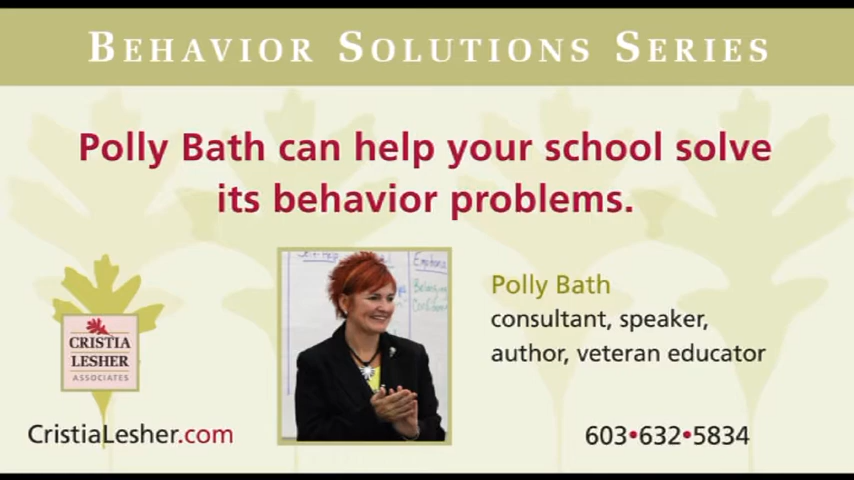 BEHAVIOR SOLUTIONS SERIES
Polly Bath can help your school solve
its behavior problems.
CRISTIA
LESHER
ASSOCIATES
CristiaLesher.com
Emotiona
Polly Bath
consultant, speaker,
author, veteran educator
603•632•5834